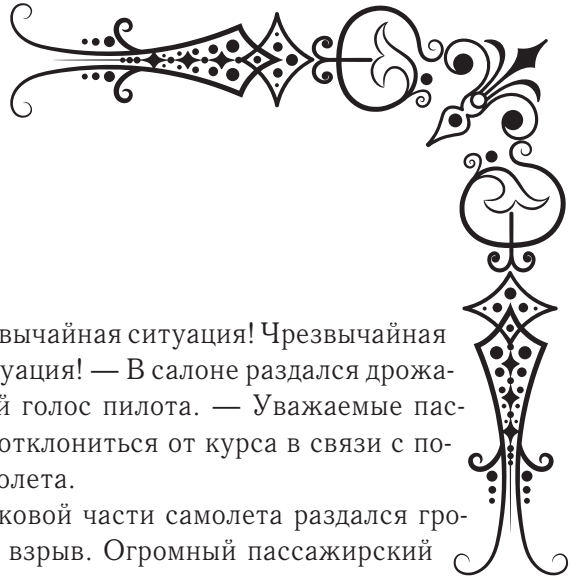 вычайная ситуация! Чрезвычайная
уация! — В салоне раздался дрожа-
й голос пилота. — Уважаемые пас-
отклониться от курса в связи с по-
олета.
ковой части самолета раздался гро-
взрыв. Огромный пассажирский